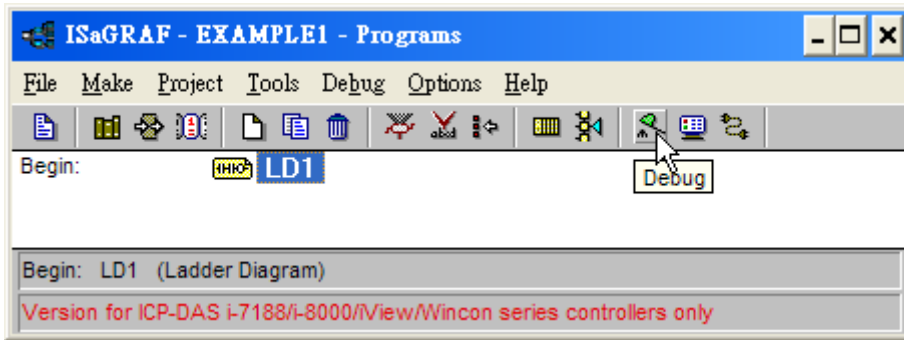 ISaGRAF - EXAMPLE1 - Programs
File Make Project Tools Debug Options Help
Begin: LD1
Debug
Begin: LD1 (Ladder Diagram)
Version for ICP-DAS i-7188/i-8000/iView/Wincon series controllers only